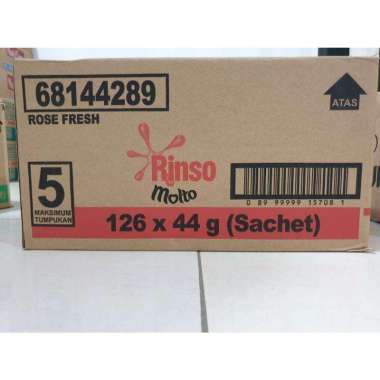 68144289
ROSE FRESH
ATAS
Rinso
Molto
5
MAKSIMUM
TUMPUKAN
0 89 99999 15708 1
126 x 44 g (Sachet)